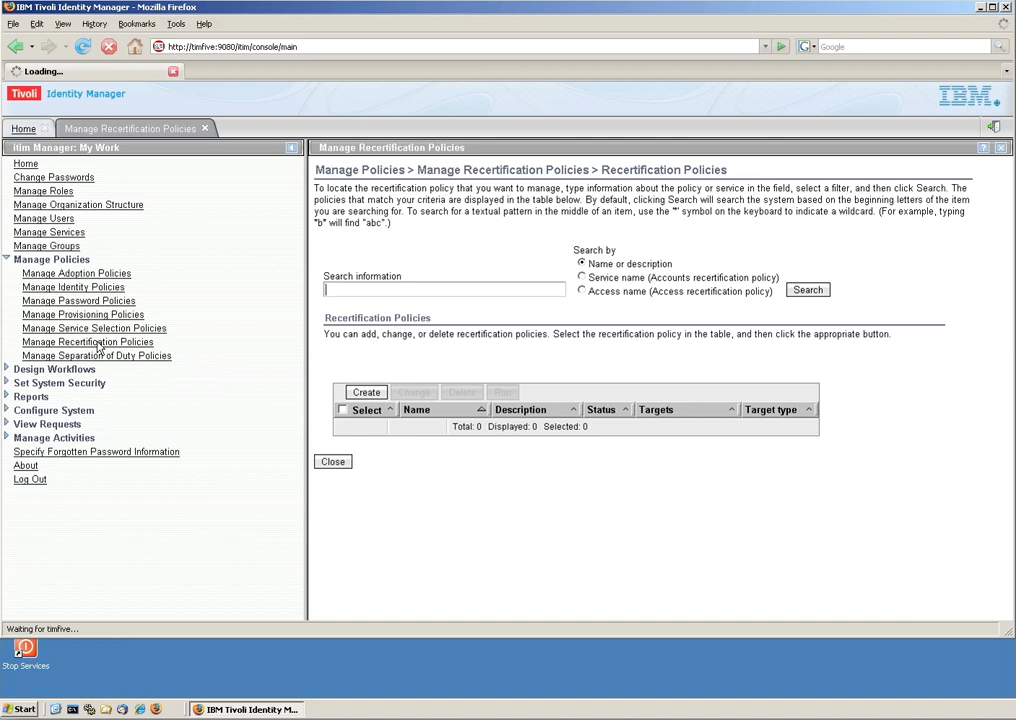 IBM Tivoli Identity Manager - Mozilla Firefox
File Edit View History Bookmarks Tools Help
http://timfive:9080/itim/console/main
Google
Loading...
Tivoli Identity Manager
IBM
Home
Manage Recertification Policies
itim Manager: My Work
Home
Change Passwords
Manage Roles
Manage Organization Structure
Manage Users
Manage Services
Manage Groups
Manage Policies
Manage Adoption Policies
Manage Identity Policies
Manage Password Policies
Manage Provisioning Policies
Manage Service Selection Policies
Manage Recertification Policies
Manage Separation of Duty Policies
Design Workflows
Set System Security
Reports
Configure System
View Requests
Manage Activities
Specify Forgotten Password Information
About
Log Out
Manage Recertification Policies
Manage Policies > Manage Recertification Policies > Recertification Policies
To locate the recertification policy that you want to manage, type information about the policy or service in the field, select a filter, and then click Search. The
policies that match your criteria are displayed in the table below. By default, clicking Search will search the system based on the beginning letters of the item
you are searching for. To search for a textual pattern in the middle of an item, use the "*" symbol on the keyboard to indicate a wildcard. (For example, typing
"b" will find "abc".)
Search by
Name or description
Search information
Service name (Accounts recertification policy)
Access name (Access recertification policy)
Search
Recertification Policies
You can add, change, or delete recertification policies. Select the recertification policy in the table, and then click the appropriate button.
Create Change Delete Run
Select Name Description Status Targets Target type
Total: 0 Displayed: 0 Selected: 0
Close
Waiting for timfive...
Stop Services
Start
IBM Tivoli Identity M...